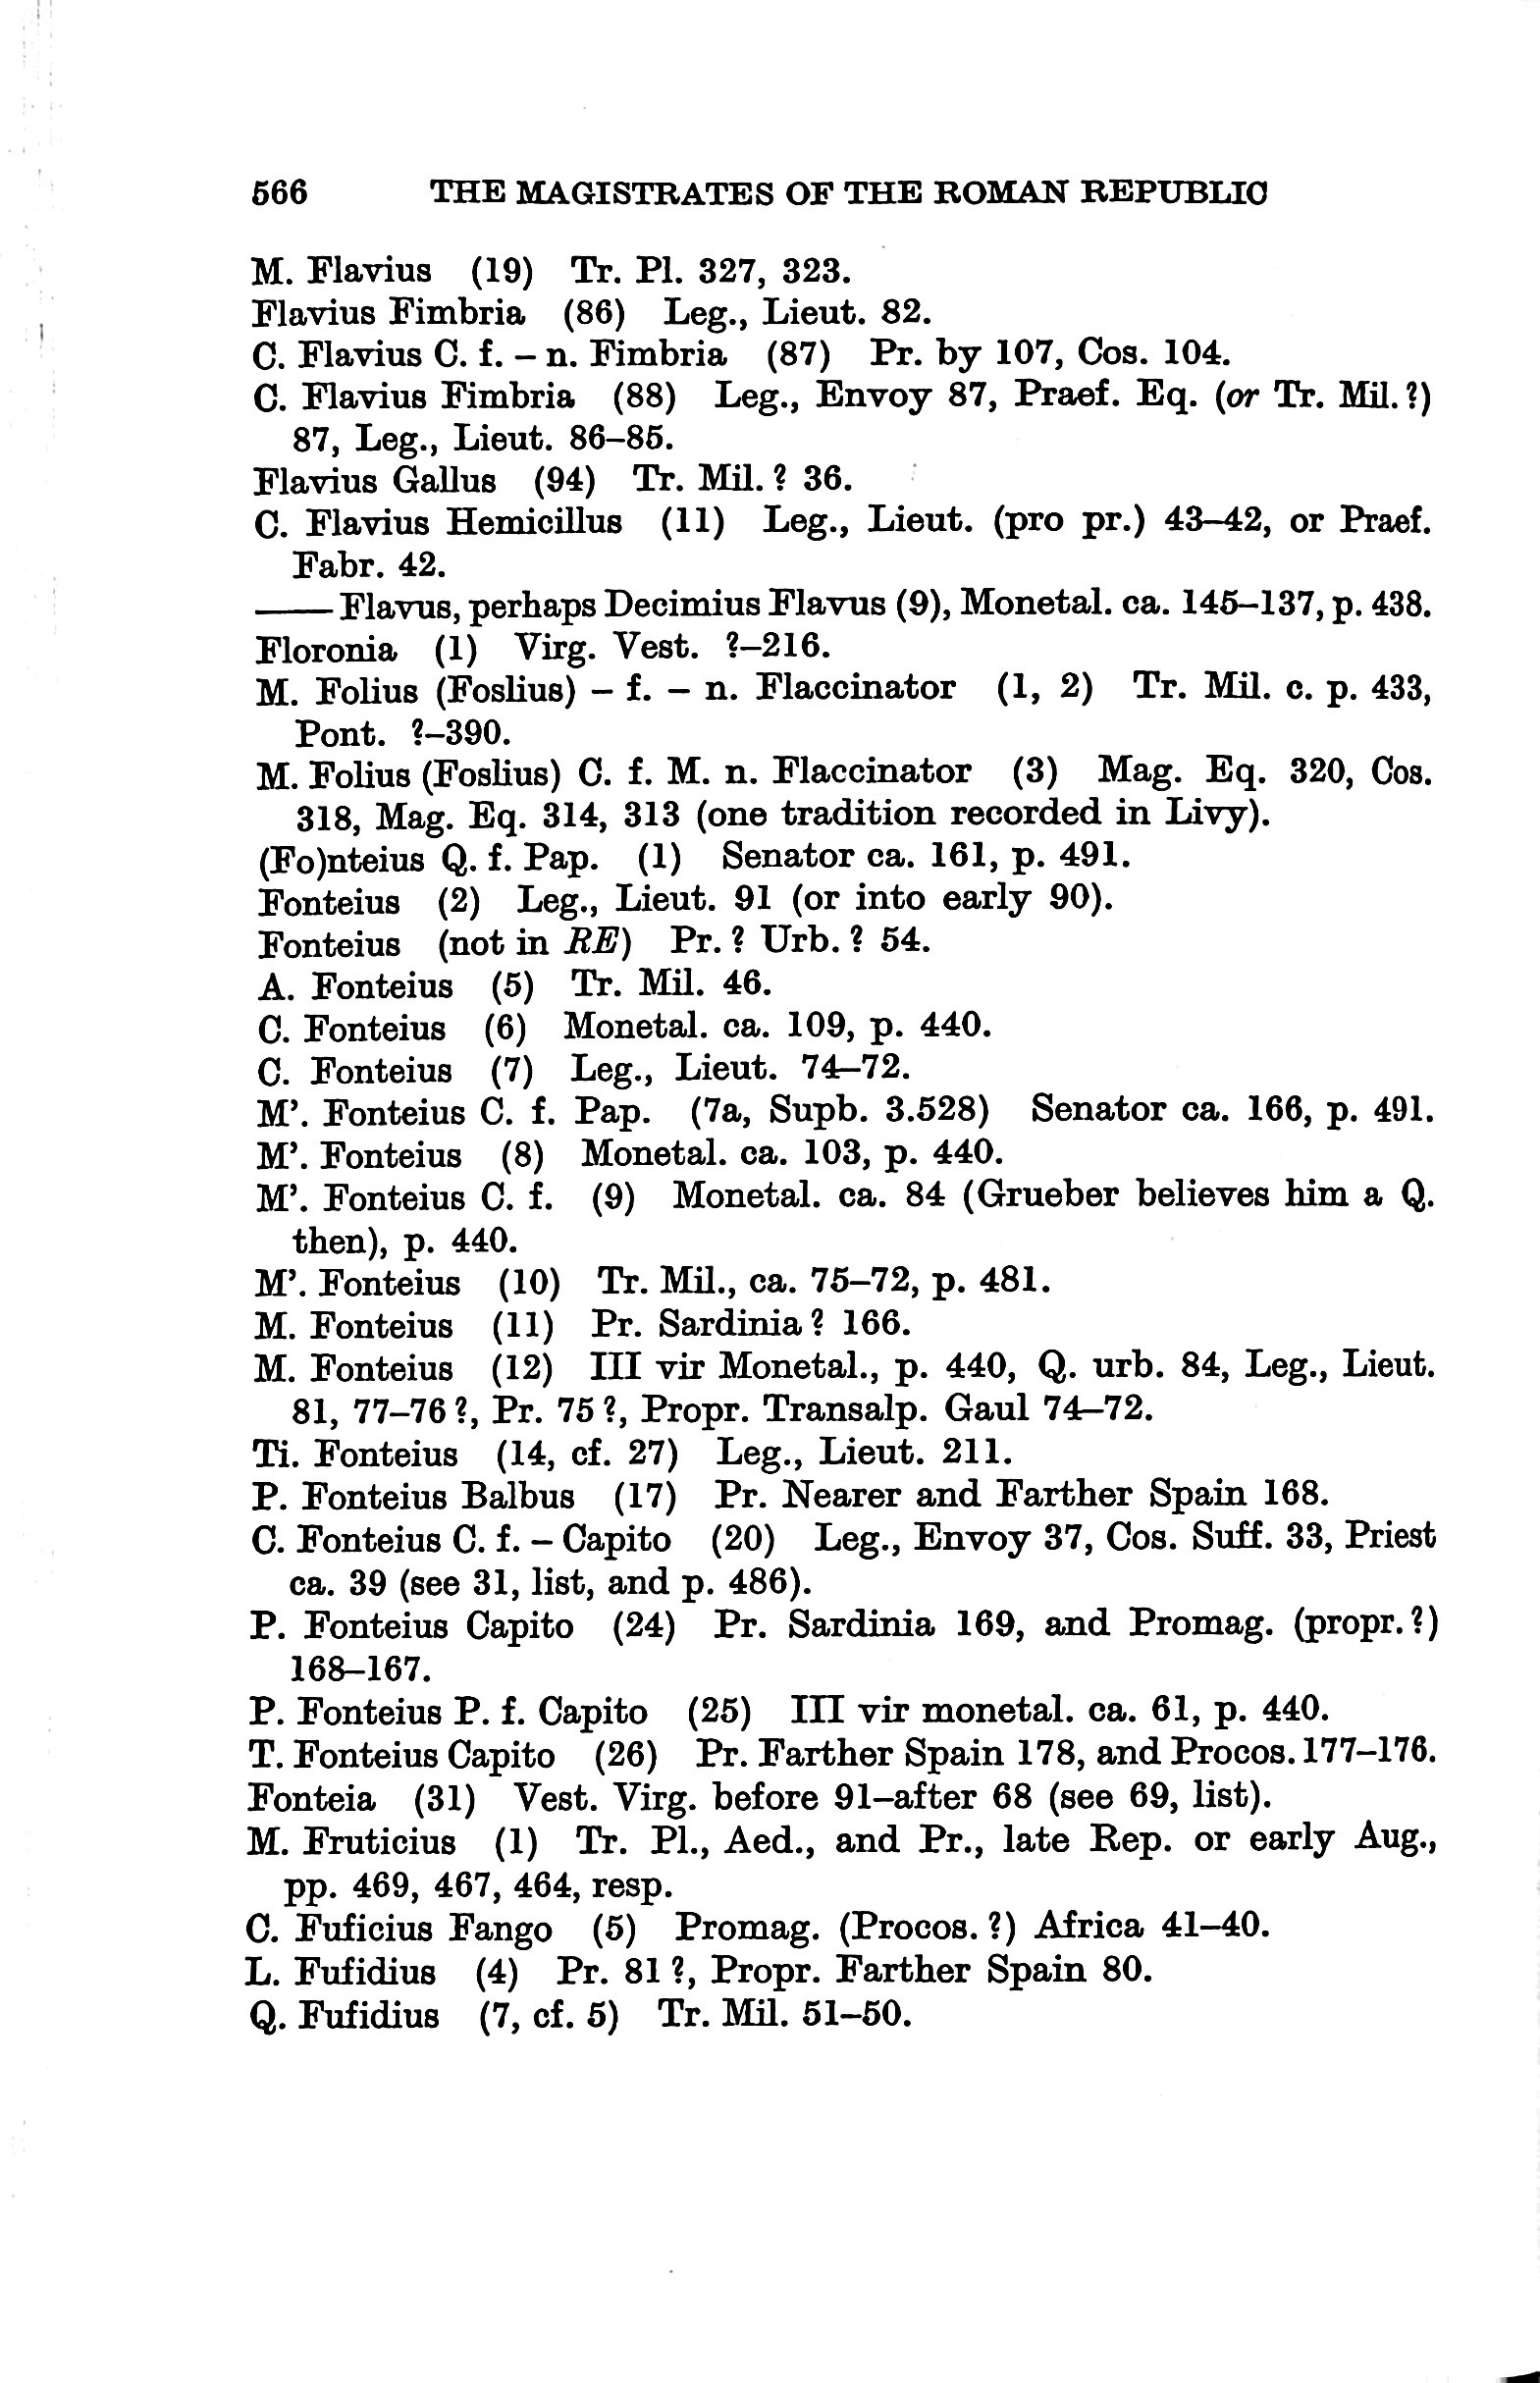 566 THE MAGISTRATES OF THE ROMAN REPUBLIC
M. Flavius (19) Tr. Pl. 327, 323.
Flavius Fimbria (86) Leg., Lieut. 82.
C. Flavius C. f. – n. Fimbria (87) Pr. by 107, Cos. 104.
C. Flavius Fimbria (88) Leg., Envoy 87, Praef. Eq. (or Tr. Mil.?)
87, Leg., Lieut. 86–85.
Flavius Gallus (94) Tr. Mil.? 36.
C. Flavius Hemicillus (11) Leg., Lieut. (pro pr.) 43–42, or Praef.
Fabr. 42.
—— Flavus, perhaps Decimius Flavus (9), Monetal. ca. 145–137, p. 438.
Floronia (1) Virg. Vest. ?–216.
M. Folius (Foslius) – f. – n. Flaccinator (1, 2) Tr. Mil. c. p. 433,
Pont. ?–390.
M. Folius (Foslius) C. f. M. n. Flaccinator (3) Mag. Eq. 320, Cos.
318, Mag. Eq. 314, 313 (one tradition recorded in Livy).
(Fo)nteius Q. f. Pap. (1) Senator ca. 161, p. 491.
Fonteius (2) Leg., Lieut. 91 (or into early 90).
Fonteius (not in RE) Pr.? Urb.? 54.
A. Fonteius (5) Tr. Mil. 46.
C. Fonteius (6) Monetal. ca. 109, p. 440.
C. Fonteius (7) Leg., Lieut. 74–72.
M’. Fonteius C. f. Pap. (7a, Supb. 3.528) Senator ca. 166, p. 491.
M’. Fonteius (8) Monetal. ca. 103, p. 440.
M’. Fonteius C. f. (9) Monetal. ca. 84 (Grueber believes him a Q.
then), p. 440.
M’. Fonteius (10) Tr. Mil., ca. 75–72, p. 481.
M. Fonteius (11) Pr. Sardinia? 166.
M. Fonteius (12) III vir Monetal., p. 440, Q. urb. 84, Leg., Lieut.
81, 77–76?, Pr. 75?, Propr. Transalp. Gaul 74–72.
Ti. Fonteius (14, cf. 27) Leg., Lieut. 211.
P. Fonteius Balbus (17) Pr. Nearer and Farther Spain 168.
C. Fonteius C. f. – Capito (20) Leg., Envoy 37, Cos. Suff. 33, Priest
ca. 39 (see 31, list, and p. 486).
P. Fonteius Capito (24) Pr. Sardinia 169, and Promag. (propr.?)
168–167.
P. Fonteius P. f. Capito (25) III vir monetal. ca. 61, p. 440.
T. Fonteius Capito (26) Pr. Farther Spain 178, and Procos. 177–176.
Fonteia (31) Vest. Virg. before 91–after 68 (see 69, list).
M. Fruticius (1) Tr. Pl., Aed., and Pr., late Rep. or early Aug.,
pp. 469, 467, 464, resp.
C. Fuficius Fango (5) Promag. (Procos.?) Africa 41–40.
L. Fufidius (4) Pr. 81?, Propr. Farther Spain 80.
Q. Fufidius (7, cf. 5) Tr. Mil. 51–50.